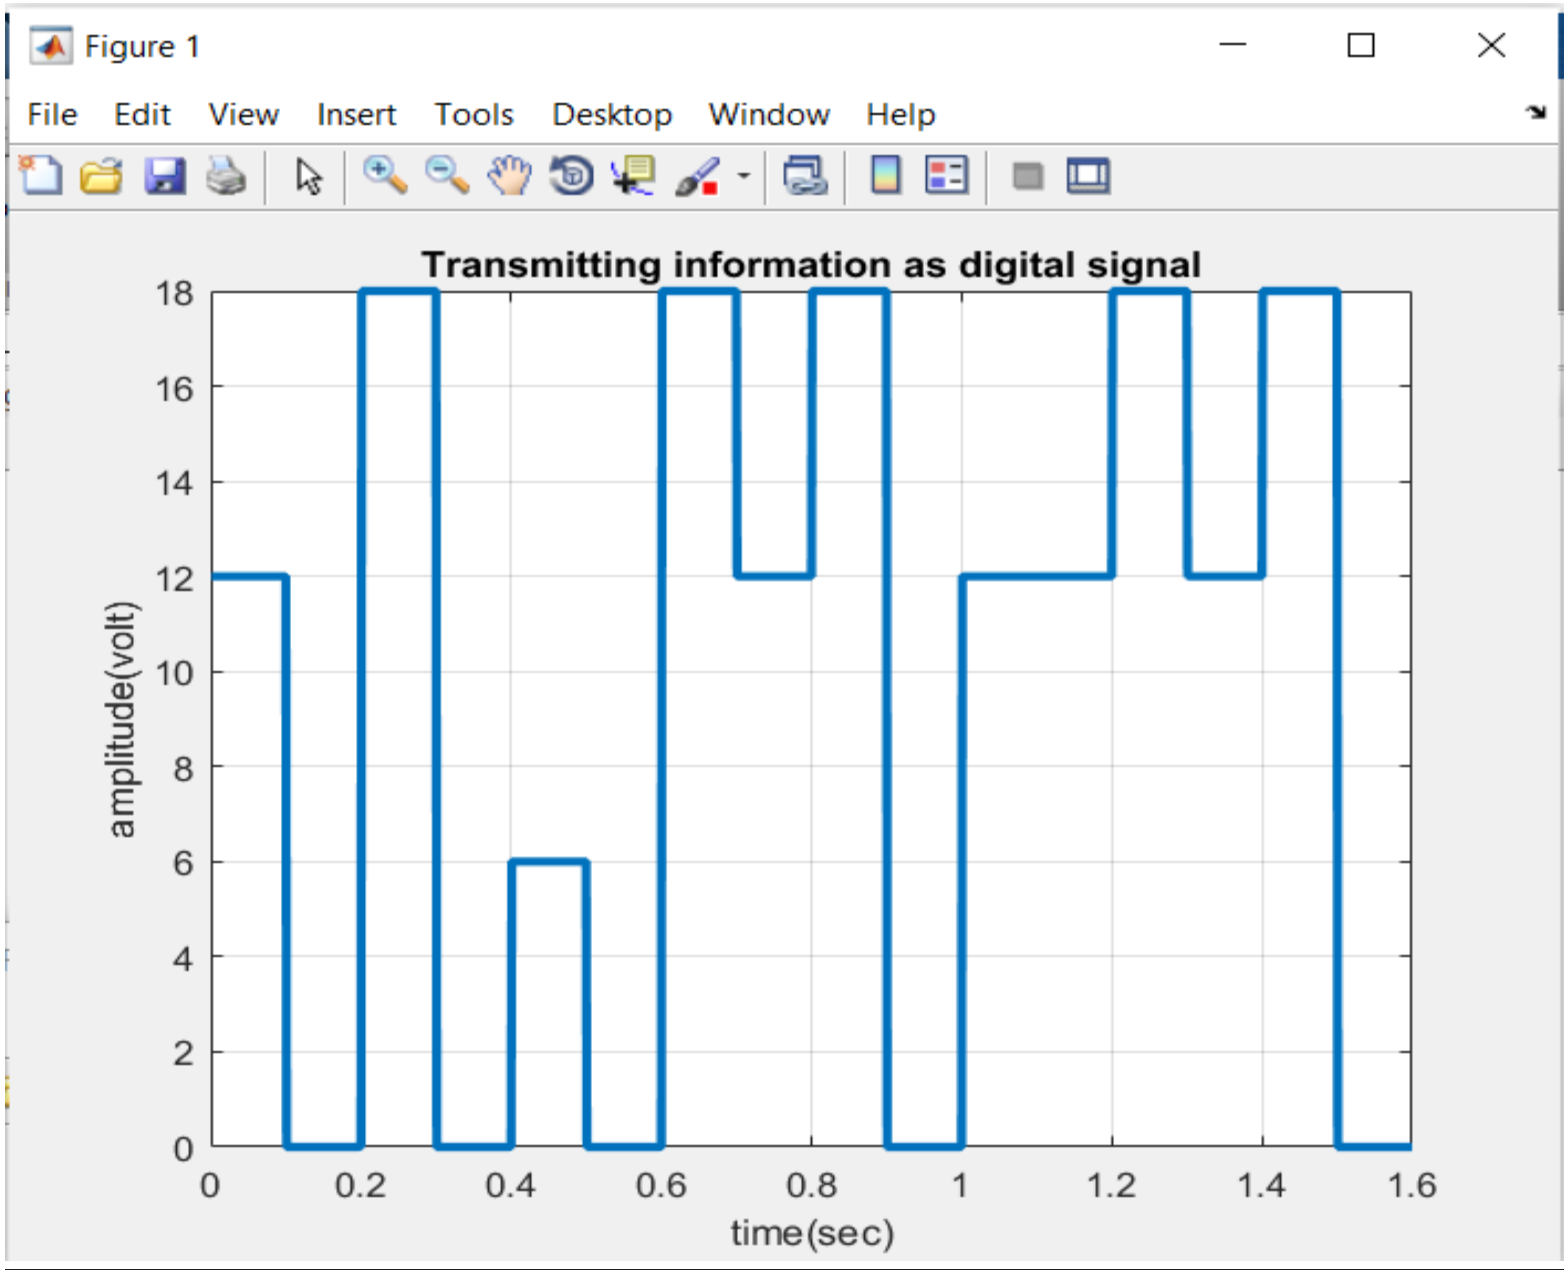 Figure 1
File Edit View Insert Tools Desktop Window Help
Transmitting information as digital signal
18
16
14
12
10
8
6
4
2
0
amplitude(volt)
0 0.2 0.4 0.6 0.8 1 1.2 1.4 1.6
time(sec)